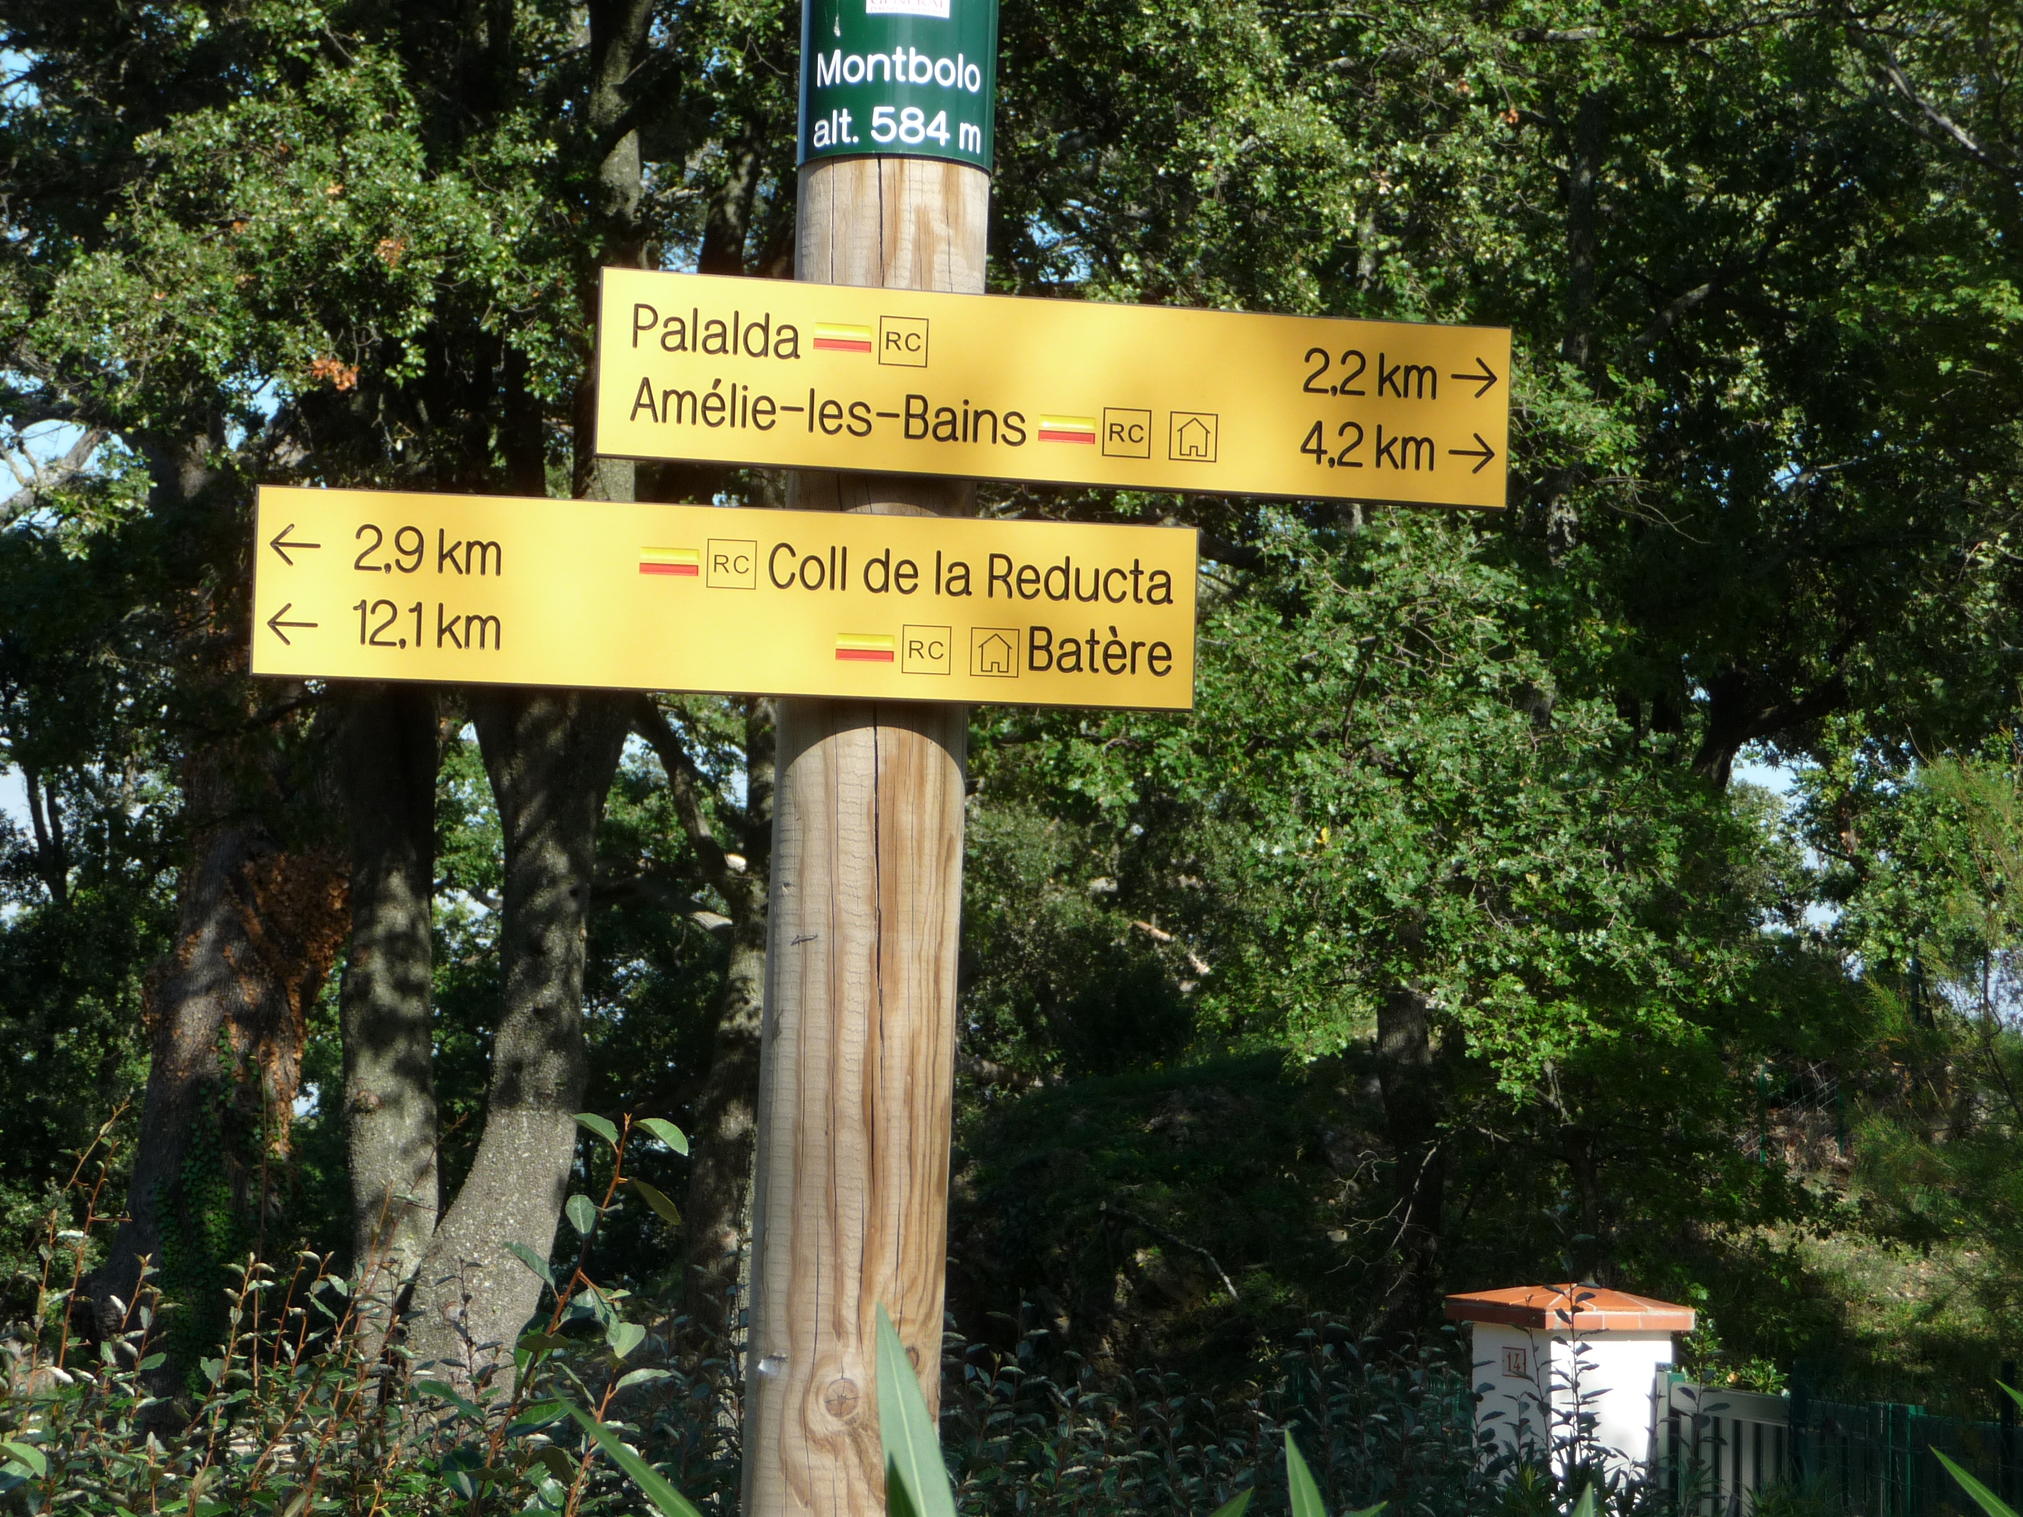 Montbolo
alt. 584 m
Palalda RC 2,2 km →
Amélie-les-Bains RC 4,2 km →
← 2,9 km RC Coll de la Reducta
← 12,1 km RC Batère
14